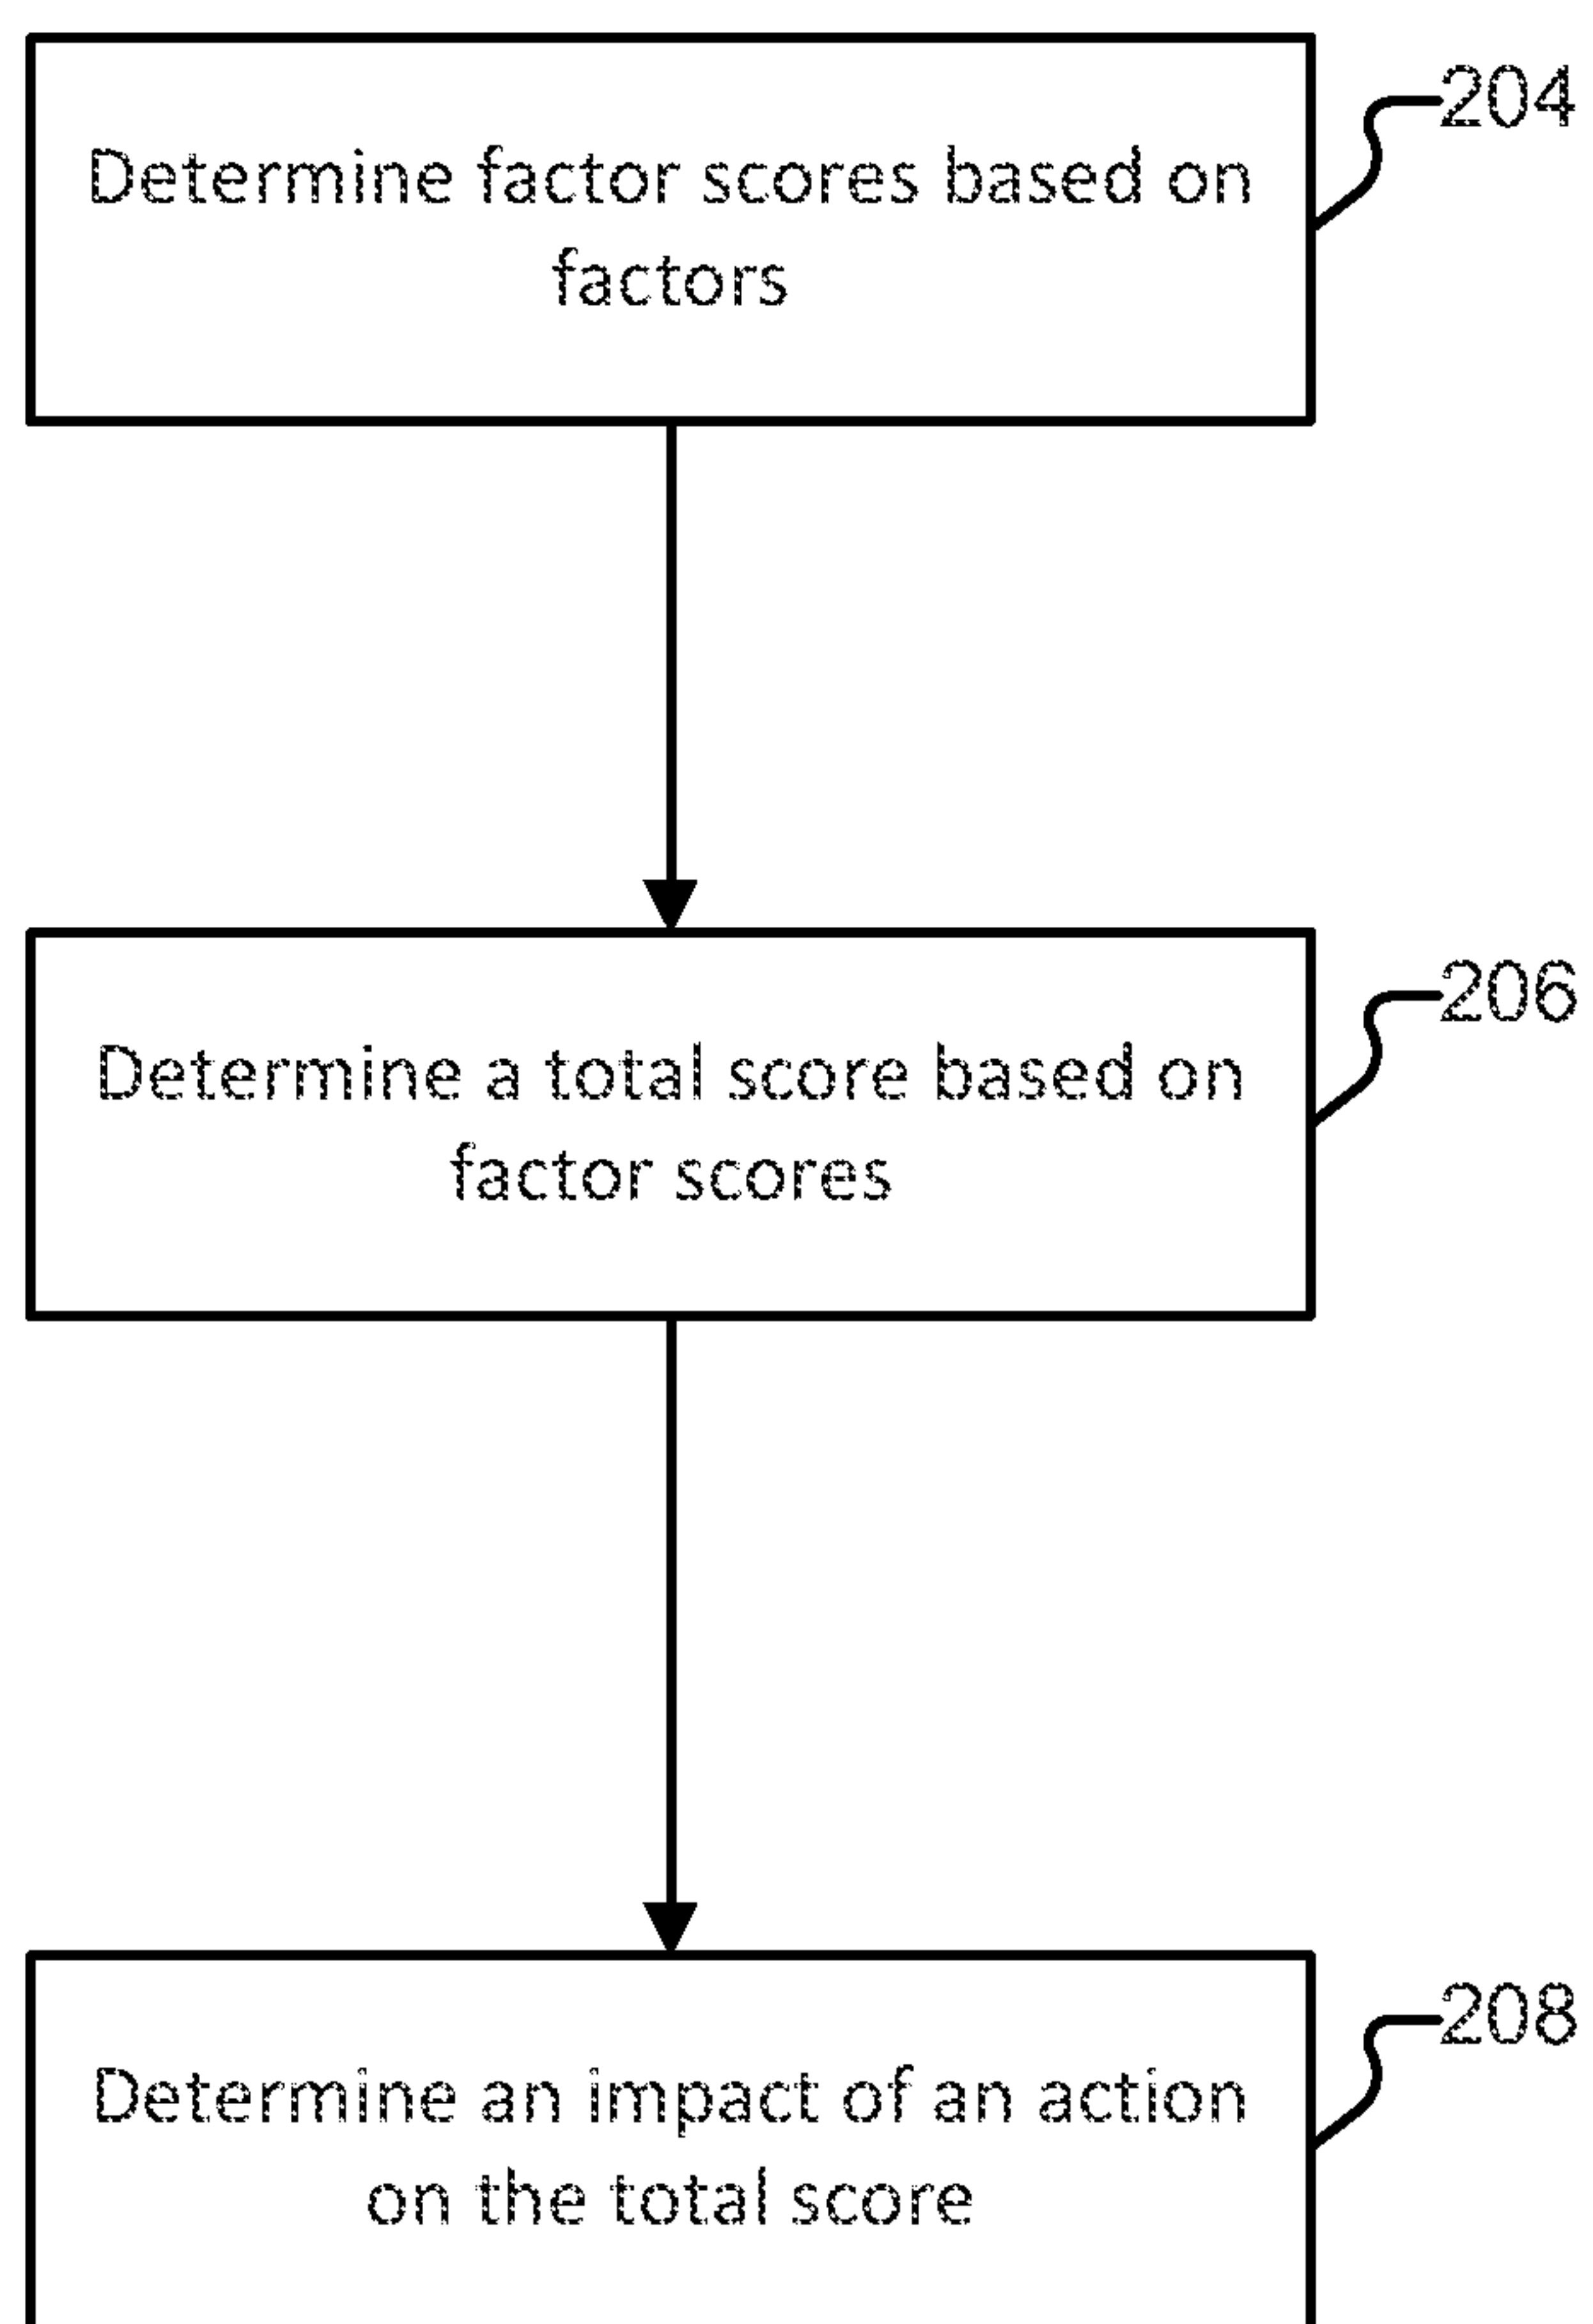 204
Determine factor scores based on
factors
206
Determine a total score based on
factor scores
208
Determine an impact of an action
on the total score